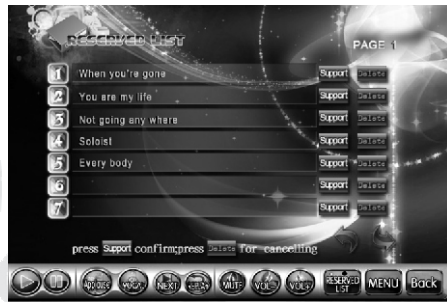 RESERVED LIST
PAGE 1
1 When you're gone Support Delete
2 You are my life Support Delete
3 Not going any where Support Delete
4 Soloist Support Delete
5 Every body Support Delete
6 Support Delete
7 Support Delete
press Support confirm;press Delete for cancelling
NEXT MUTE VOL- VOL+ RESERVED LIST MENU Back